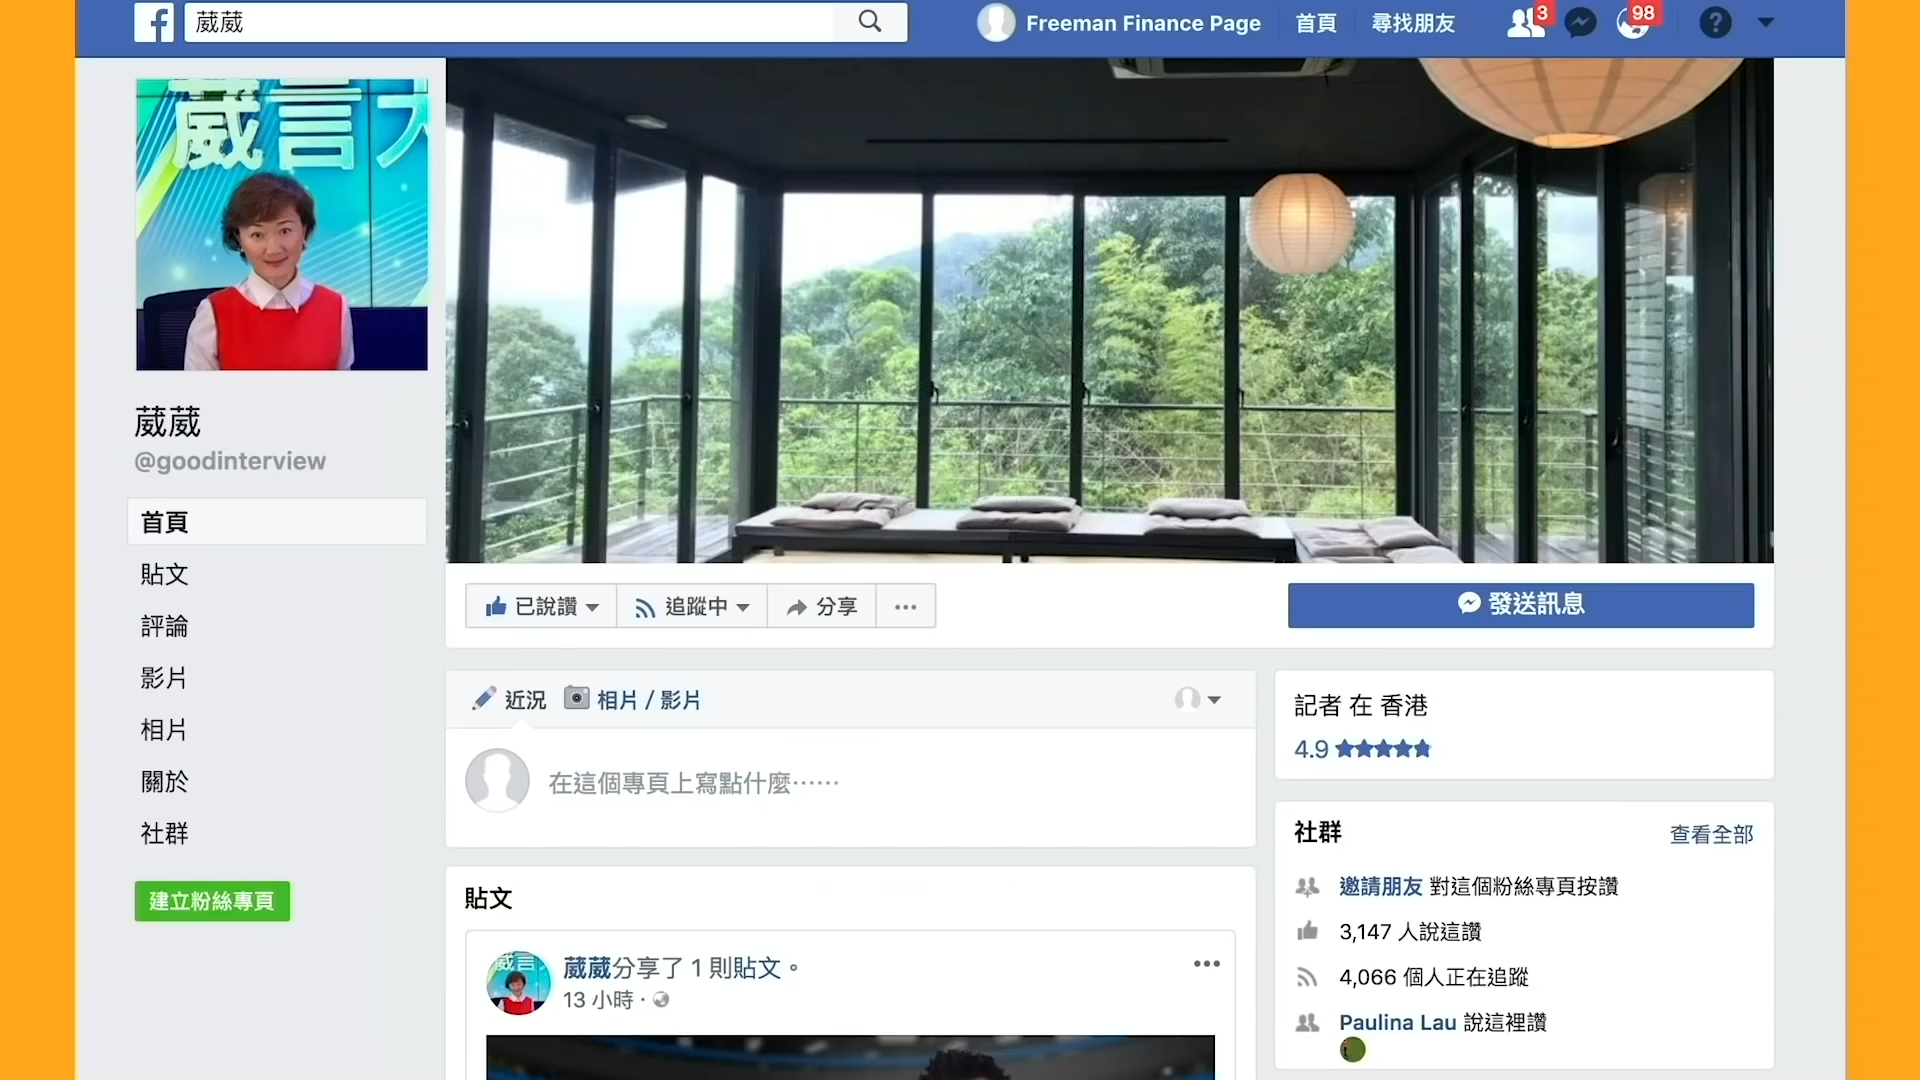 葳葳
Freeman Finance Page
首頁
尋找朋友
3
98
葳言大
葳葳
@goodinterview
首頁
貼文
評論
影片
相片
關於
社群
建立粉絲專頁
已說讚
追蹤中
分享
發送訊息
近況
相片 / 影片
在這個專頁上寫點什麼⋯⋯
貼文
葳言
葳葳分享了 1 則貼文。
13 小時
記者 在 香港
4.9
社群
查看全部
邀請朋友 對這個粉絲專頁按讚
3,147 人說這讚
4,066 個人正在追蹤
Paulina Lau 說這裡讚